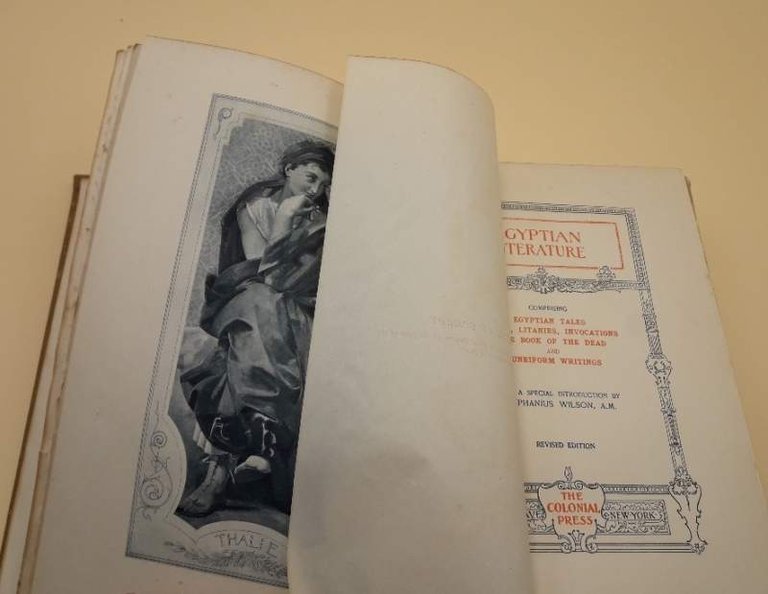 THALIE
GYPTIAN
TERATURE
COMPRISING
EGYPTIAN TALES
, LITANIES, INVOCATIONS
BOOK OF THE DEAD
AND
UNEIFORM WRITINGS
A SPECIAL INTRODUCTION BY
PHANIUS WILSON, A.M.
REVISED EDITION
THE
COLONIAL
PRESS
NEW YORK